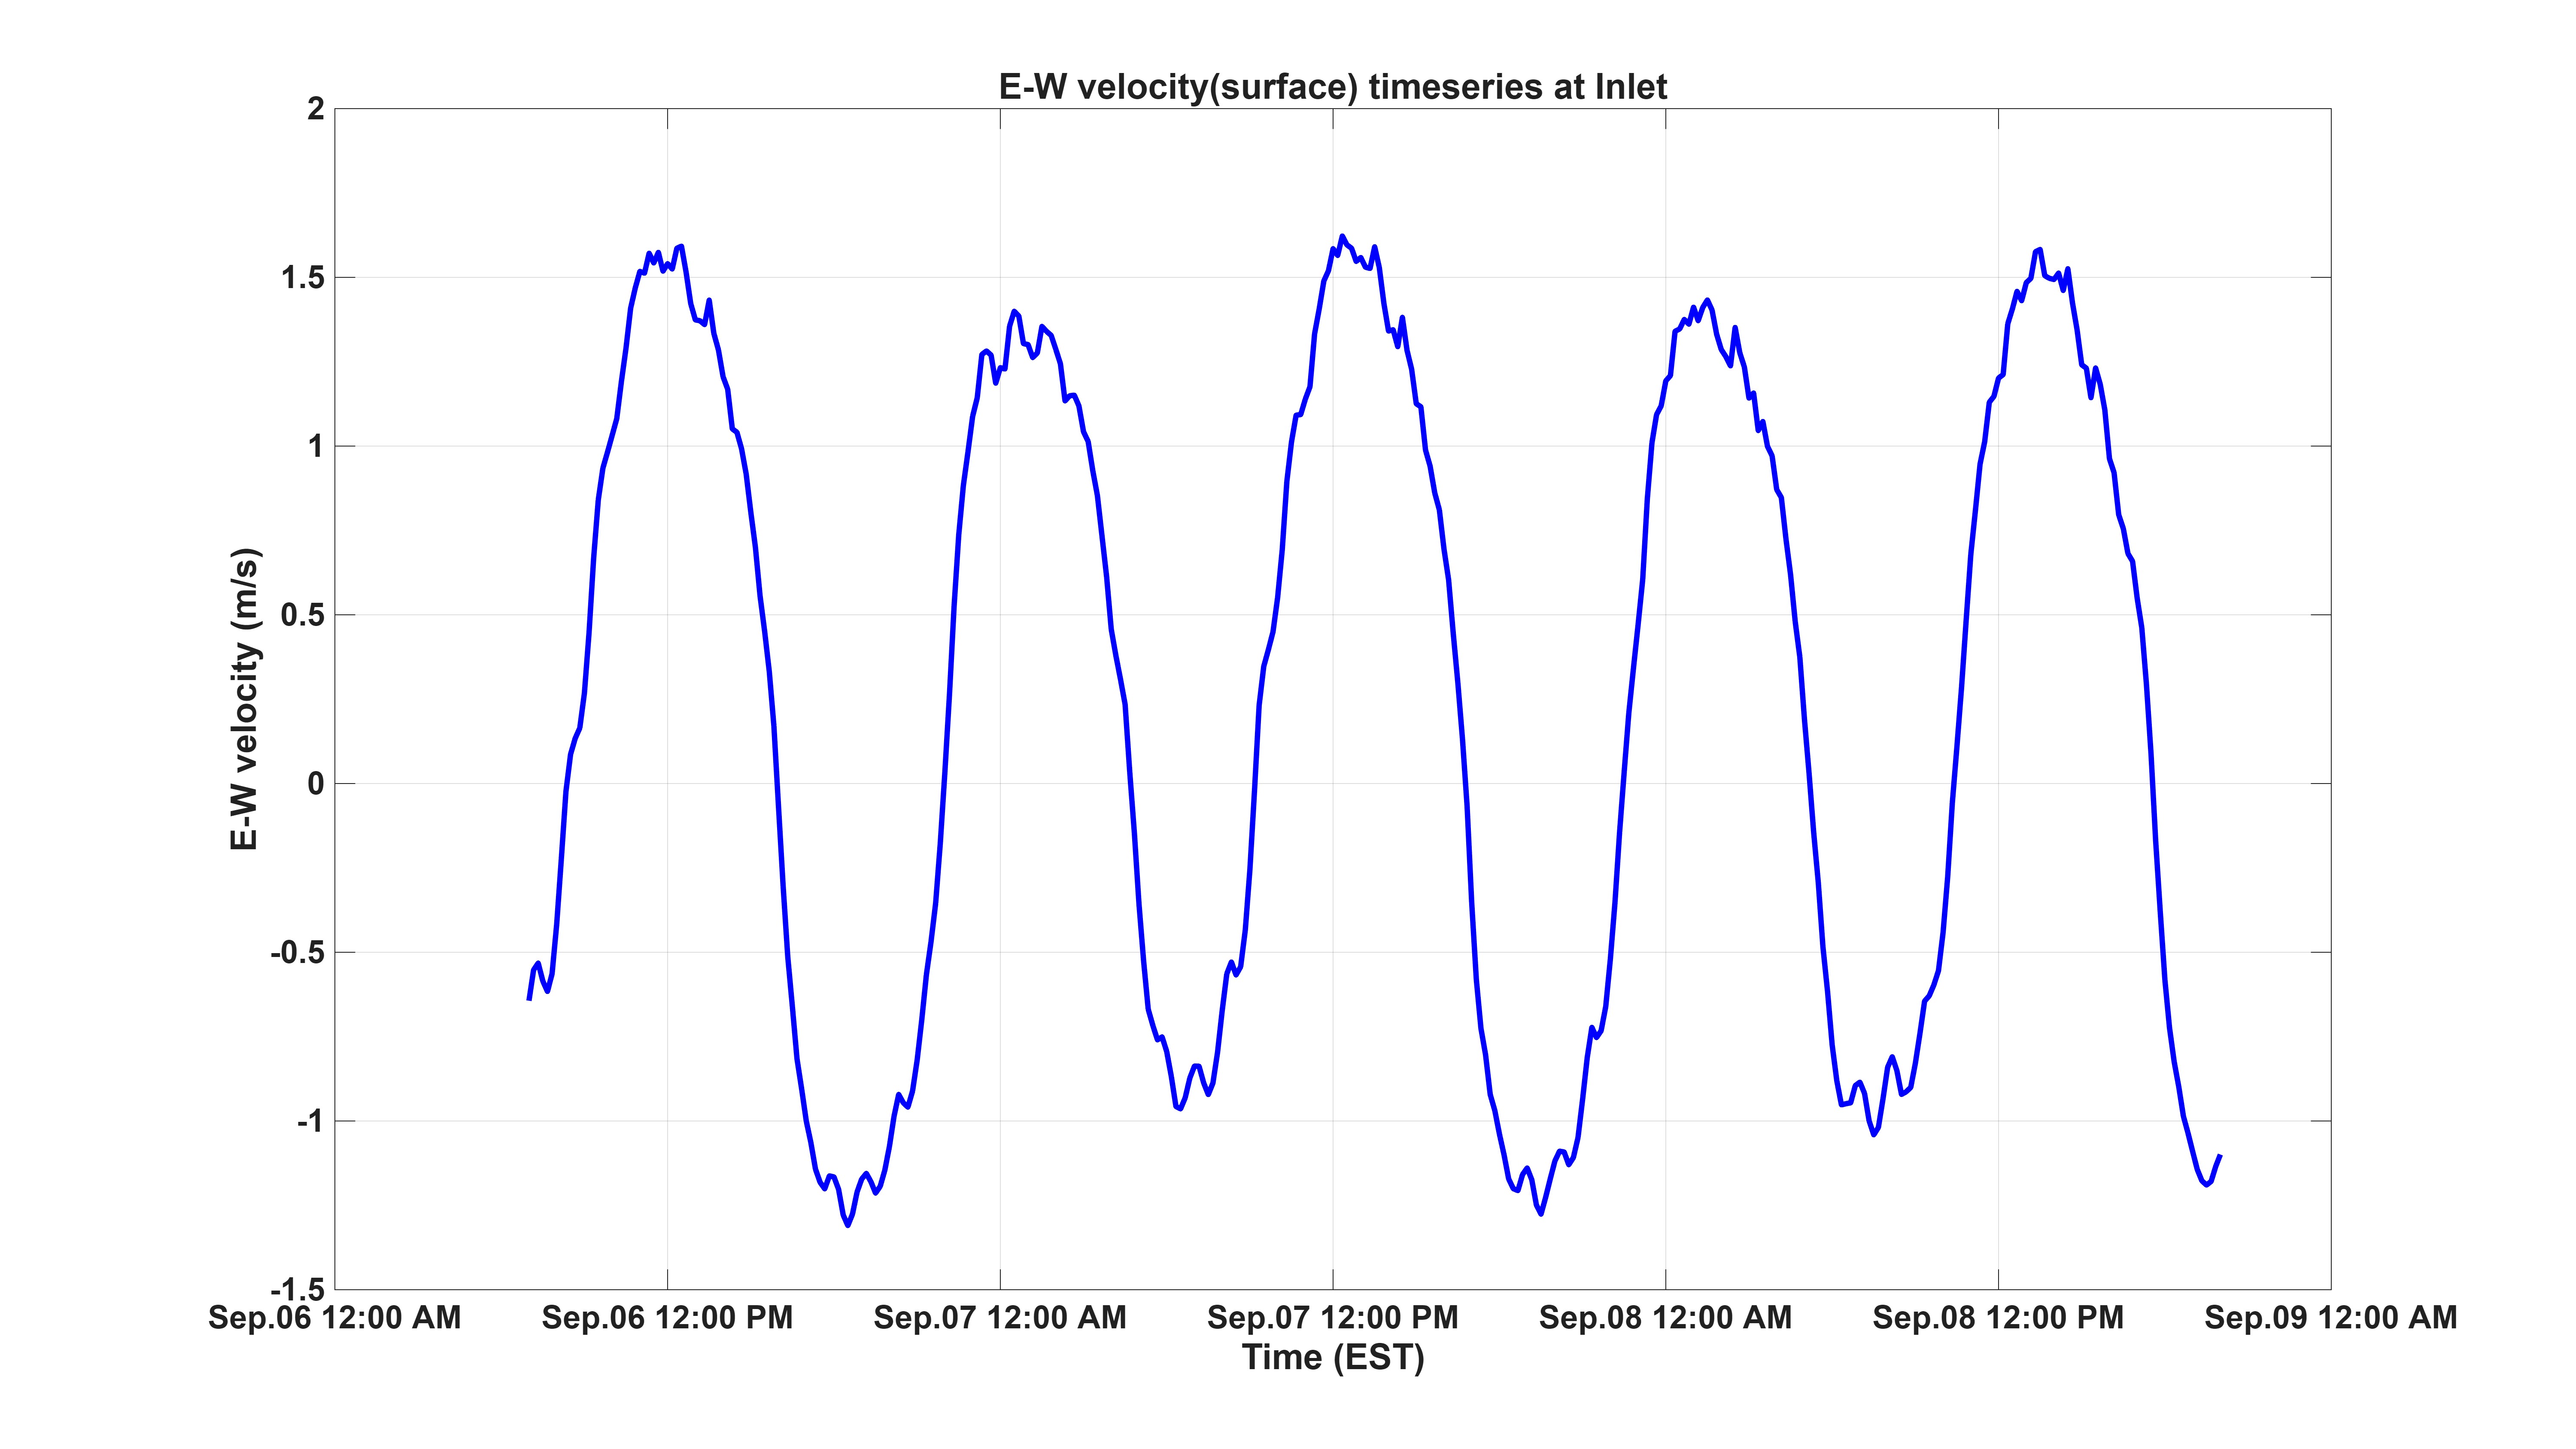 E-W velocity(surface) timeseries at Inlet
2
1.5
1
0.5
0
-0.5
-1
-1.5
E-W velocity (m/s)
Sep.06 12:00 AM Sep.06 12:00 PM Sep.07 12:00 AM Sep.07 12:00 PM Sep.08 12:00 AM Sep.08 12:00 PM Sep.09 12:00 AM
Time (EST)